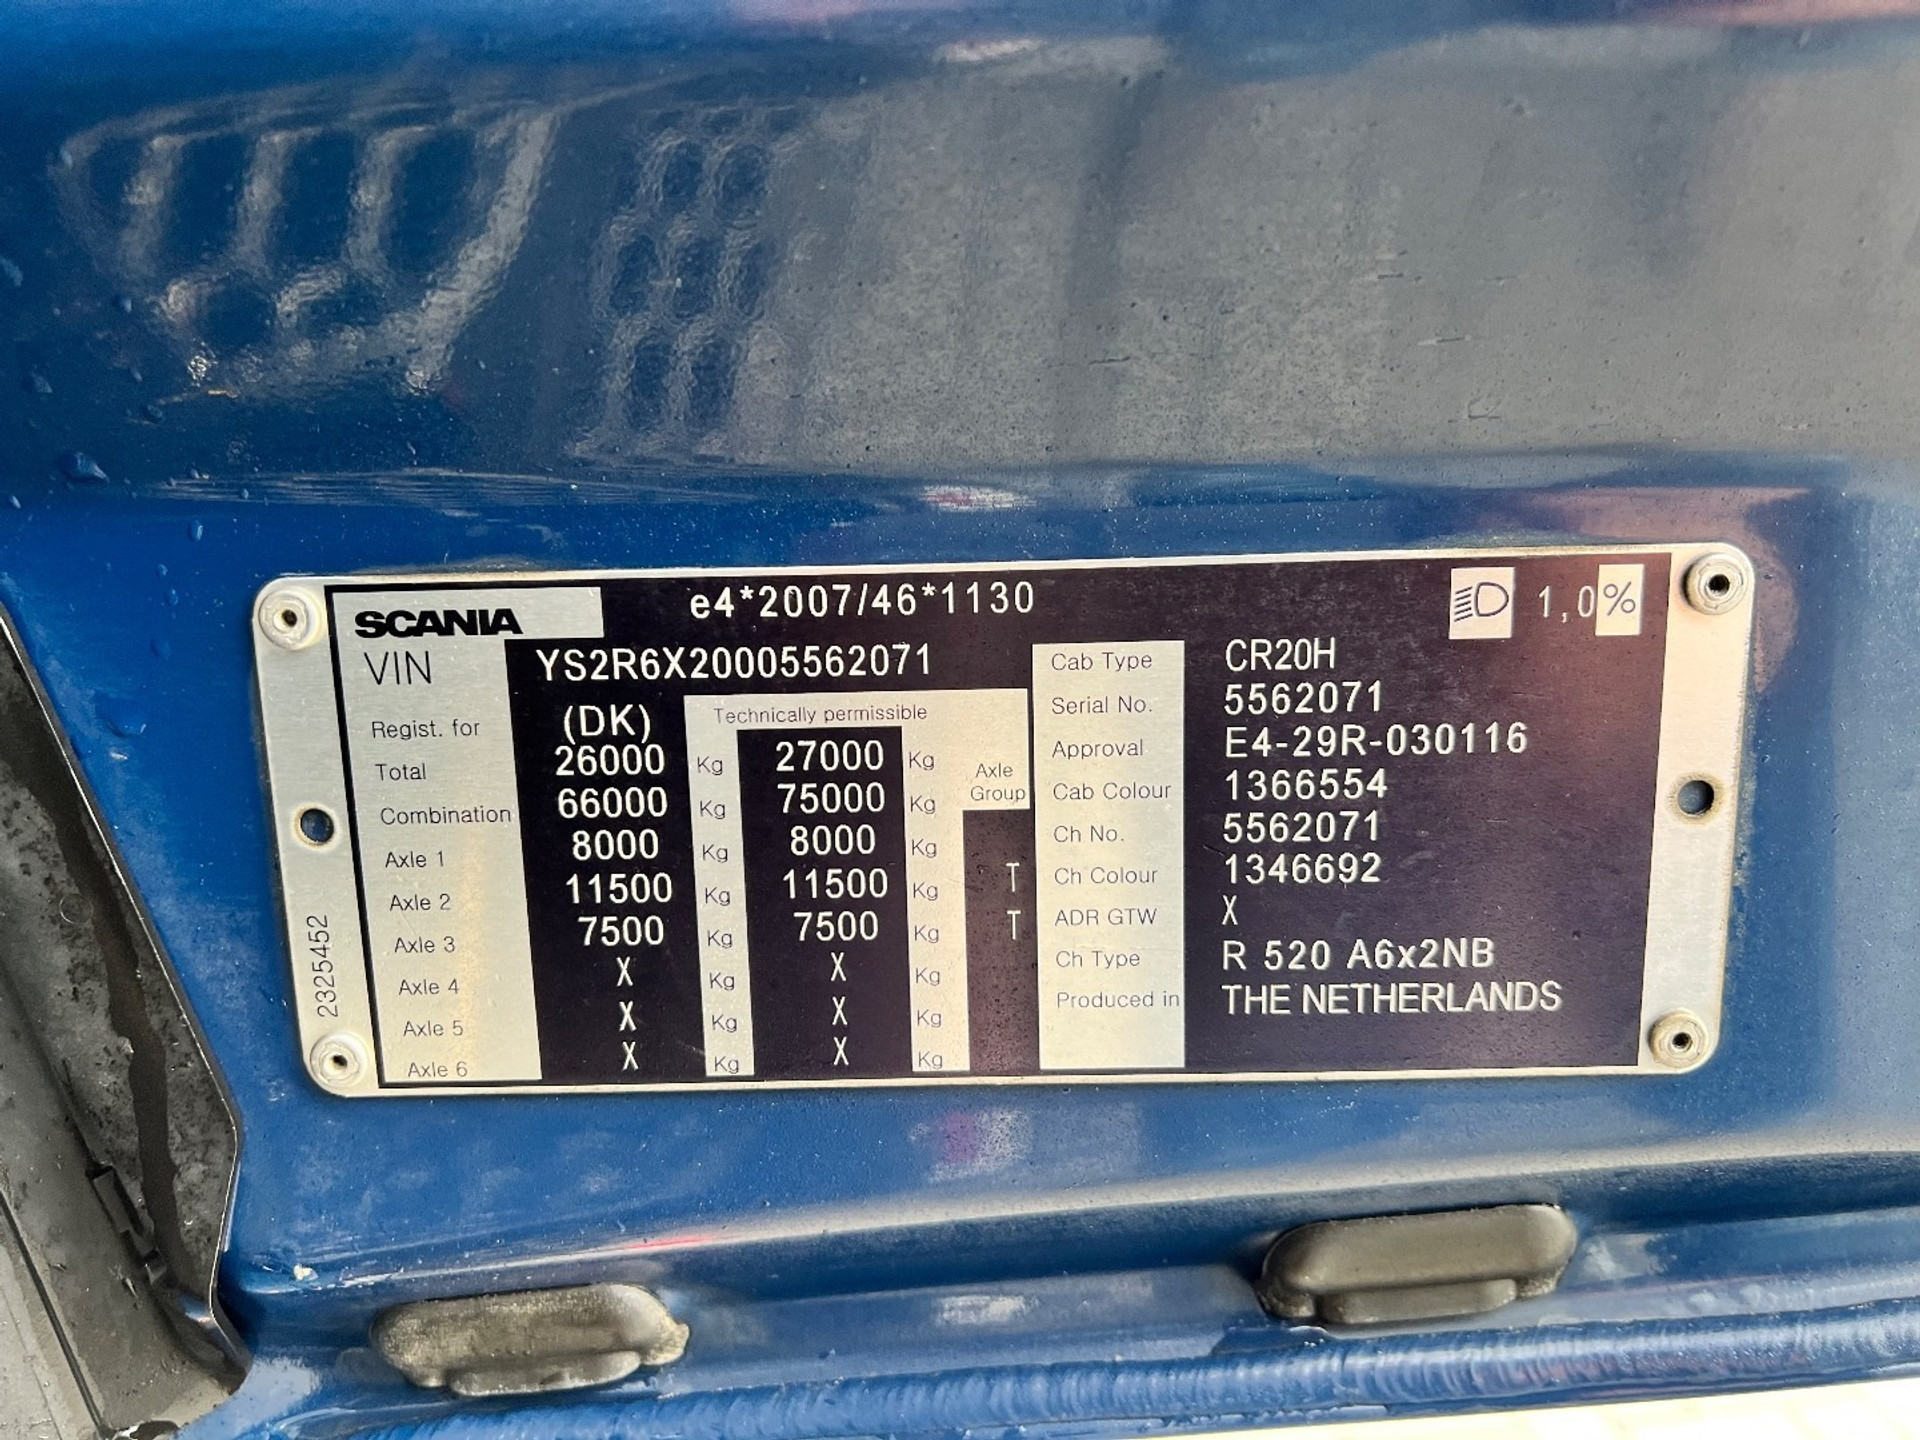 SCANIA e4*2007/46*1130 1,0%
VIN YS2R6X20005562071
Regist. for (DK) Technically permissible
Total 26000 Kg 27000 Kg
Combination 66000 Kg 75000 Kg Axle Group
Axle 1 8000 Kg 8000 Kg
Axle 2 11500 Kg 11500 Kg T
Axle 3 7500 Kg 7500 Kg T
Axle 4 X Kg X Kg
Axle 5 X Kg X Kg
Axle 6 X Kg X Kg
Cab Type CR20H
Serial No. 5562071
Approval E4-29R-030116
Cab Colour 1366554
Ch No. 5562071
Ch Colour 1346692
ADR GTW X
Ch Type R 520 A6x2NB
Produced in THE NETHERLANDS
2325452